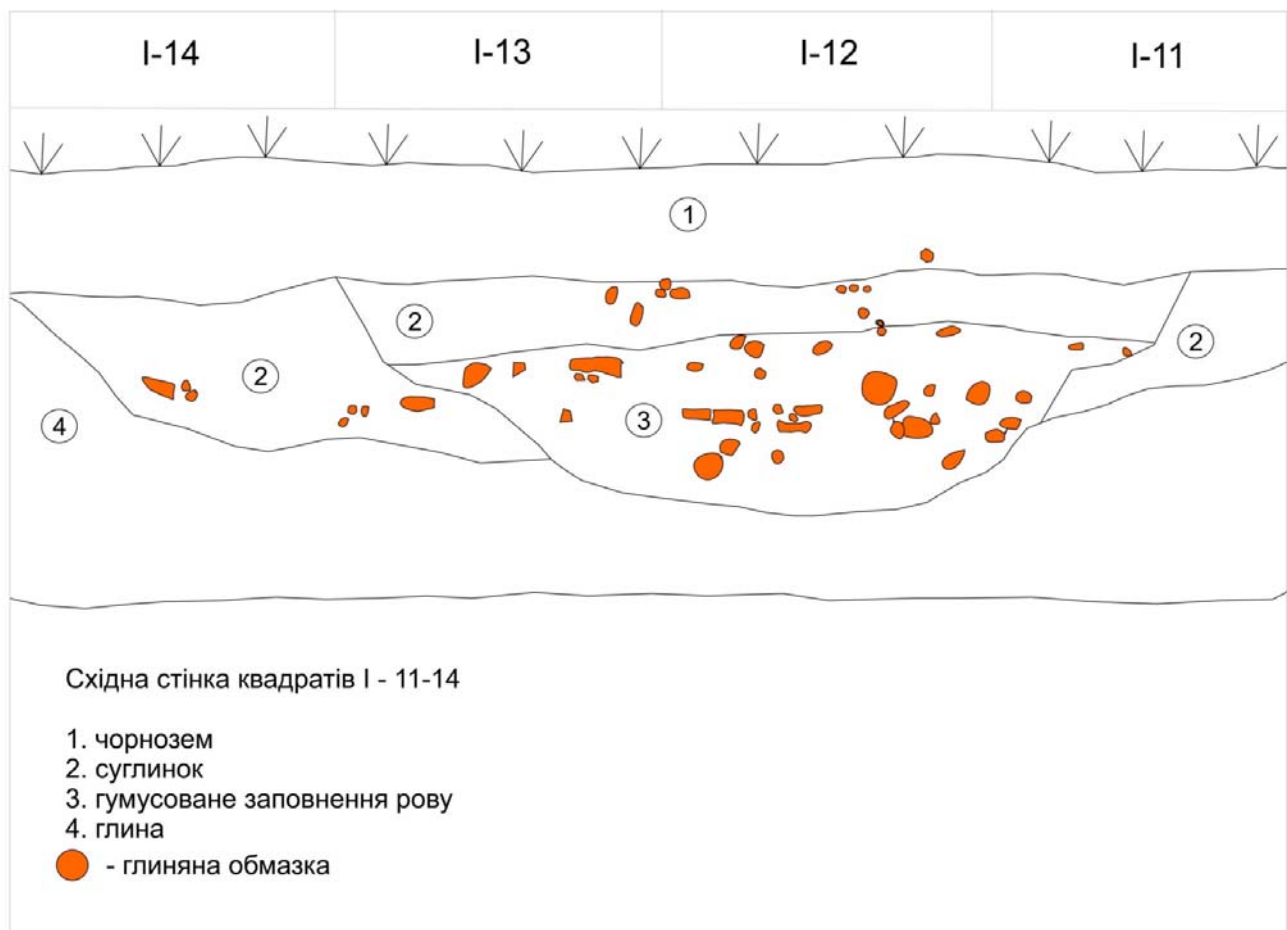 І-14 І-13 І-12 І-11
1
2
2
2
3
4
Східна стінка квадратів І - 11-14
1. чорнозем
2. суглинок
3. гумусоване заповнення рову
4. глина
- глиняна обмазка